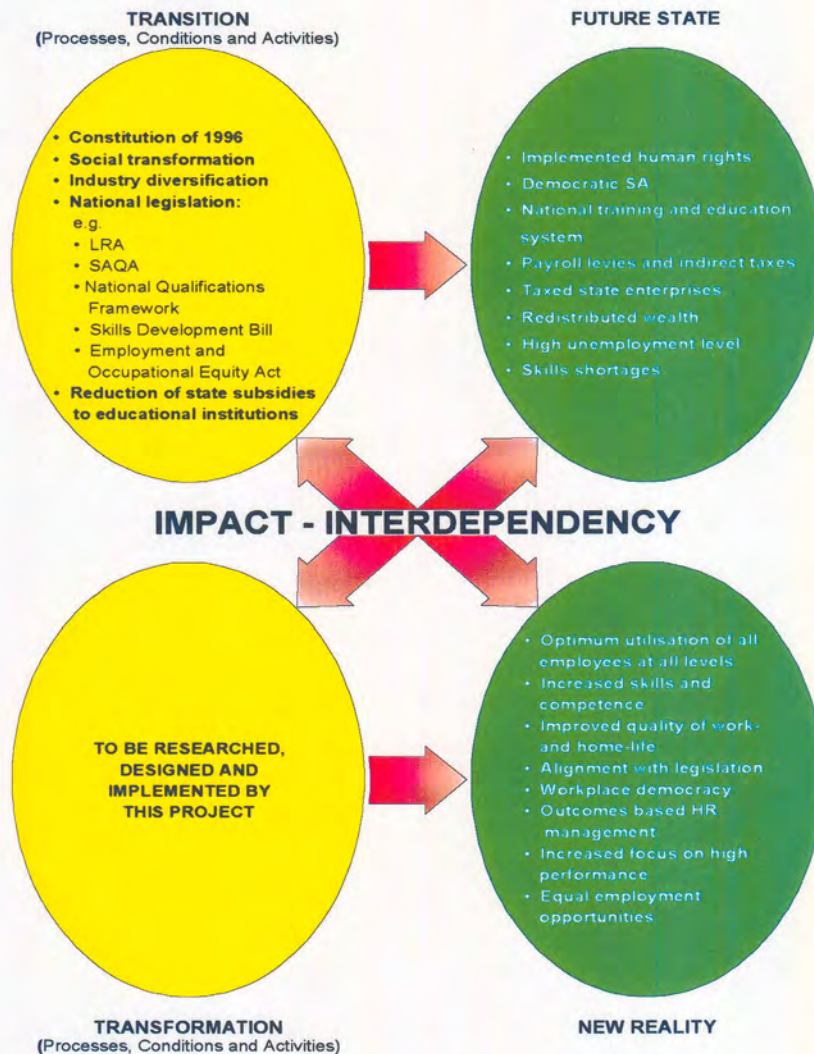 TRANSITION
(Processes, Conditions and Activities)
FUTURE STATE
• Constitution of 1996
• Social transformation
• Industry diversification
• National legislation:
e.g.
• LRA
• SAQA
• National Qualifications
Framework
• Skills Development Bill
• Employment and
Occupational Equity Act
• Reduction of state subsidies
to educational institutions
• Implemented human rights
• Democratic SA
• National training and education
system
• Payroll levies and indirect taxes
• Taxed state enterprises
• Redistributed wealth
• High unemployment level
• Skills shortages
IMPACT - INTERDEPENDENCY
TO BE RESEARCHED,
DESIGNED AND
IMPLEMENTED BY
THIS PROJECT
• Optimum utilisation of all
employees at all levels
• Increased skills and
competence
• Improved quality of work-
and home-life
• Alignment with legislation
• Workplace democracy
• Outcomes based HR
management
• Increased focus on high
performance
• Equal employment
opportunities
TRANSFORMATION
(Processes, Conditions and Activities)
NEW REALITY